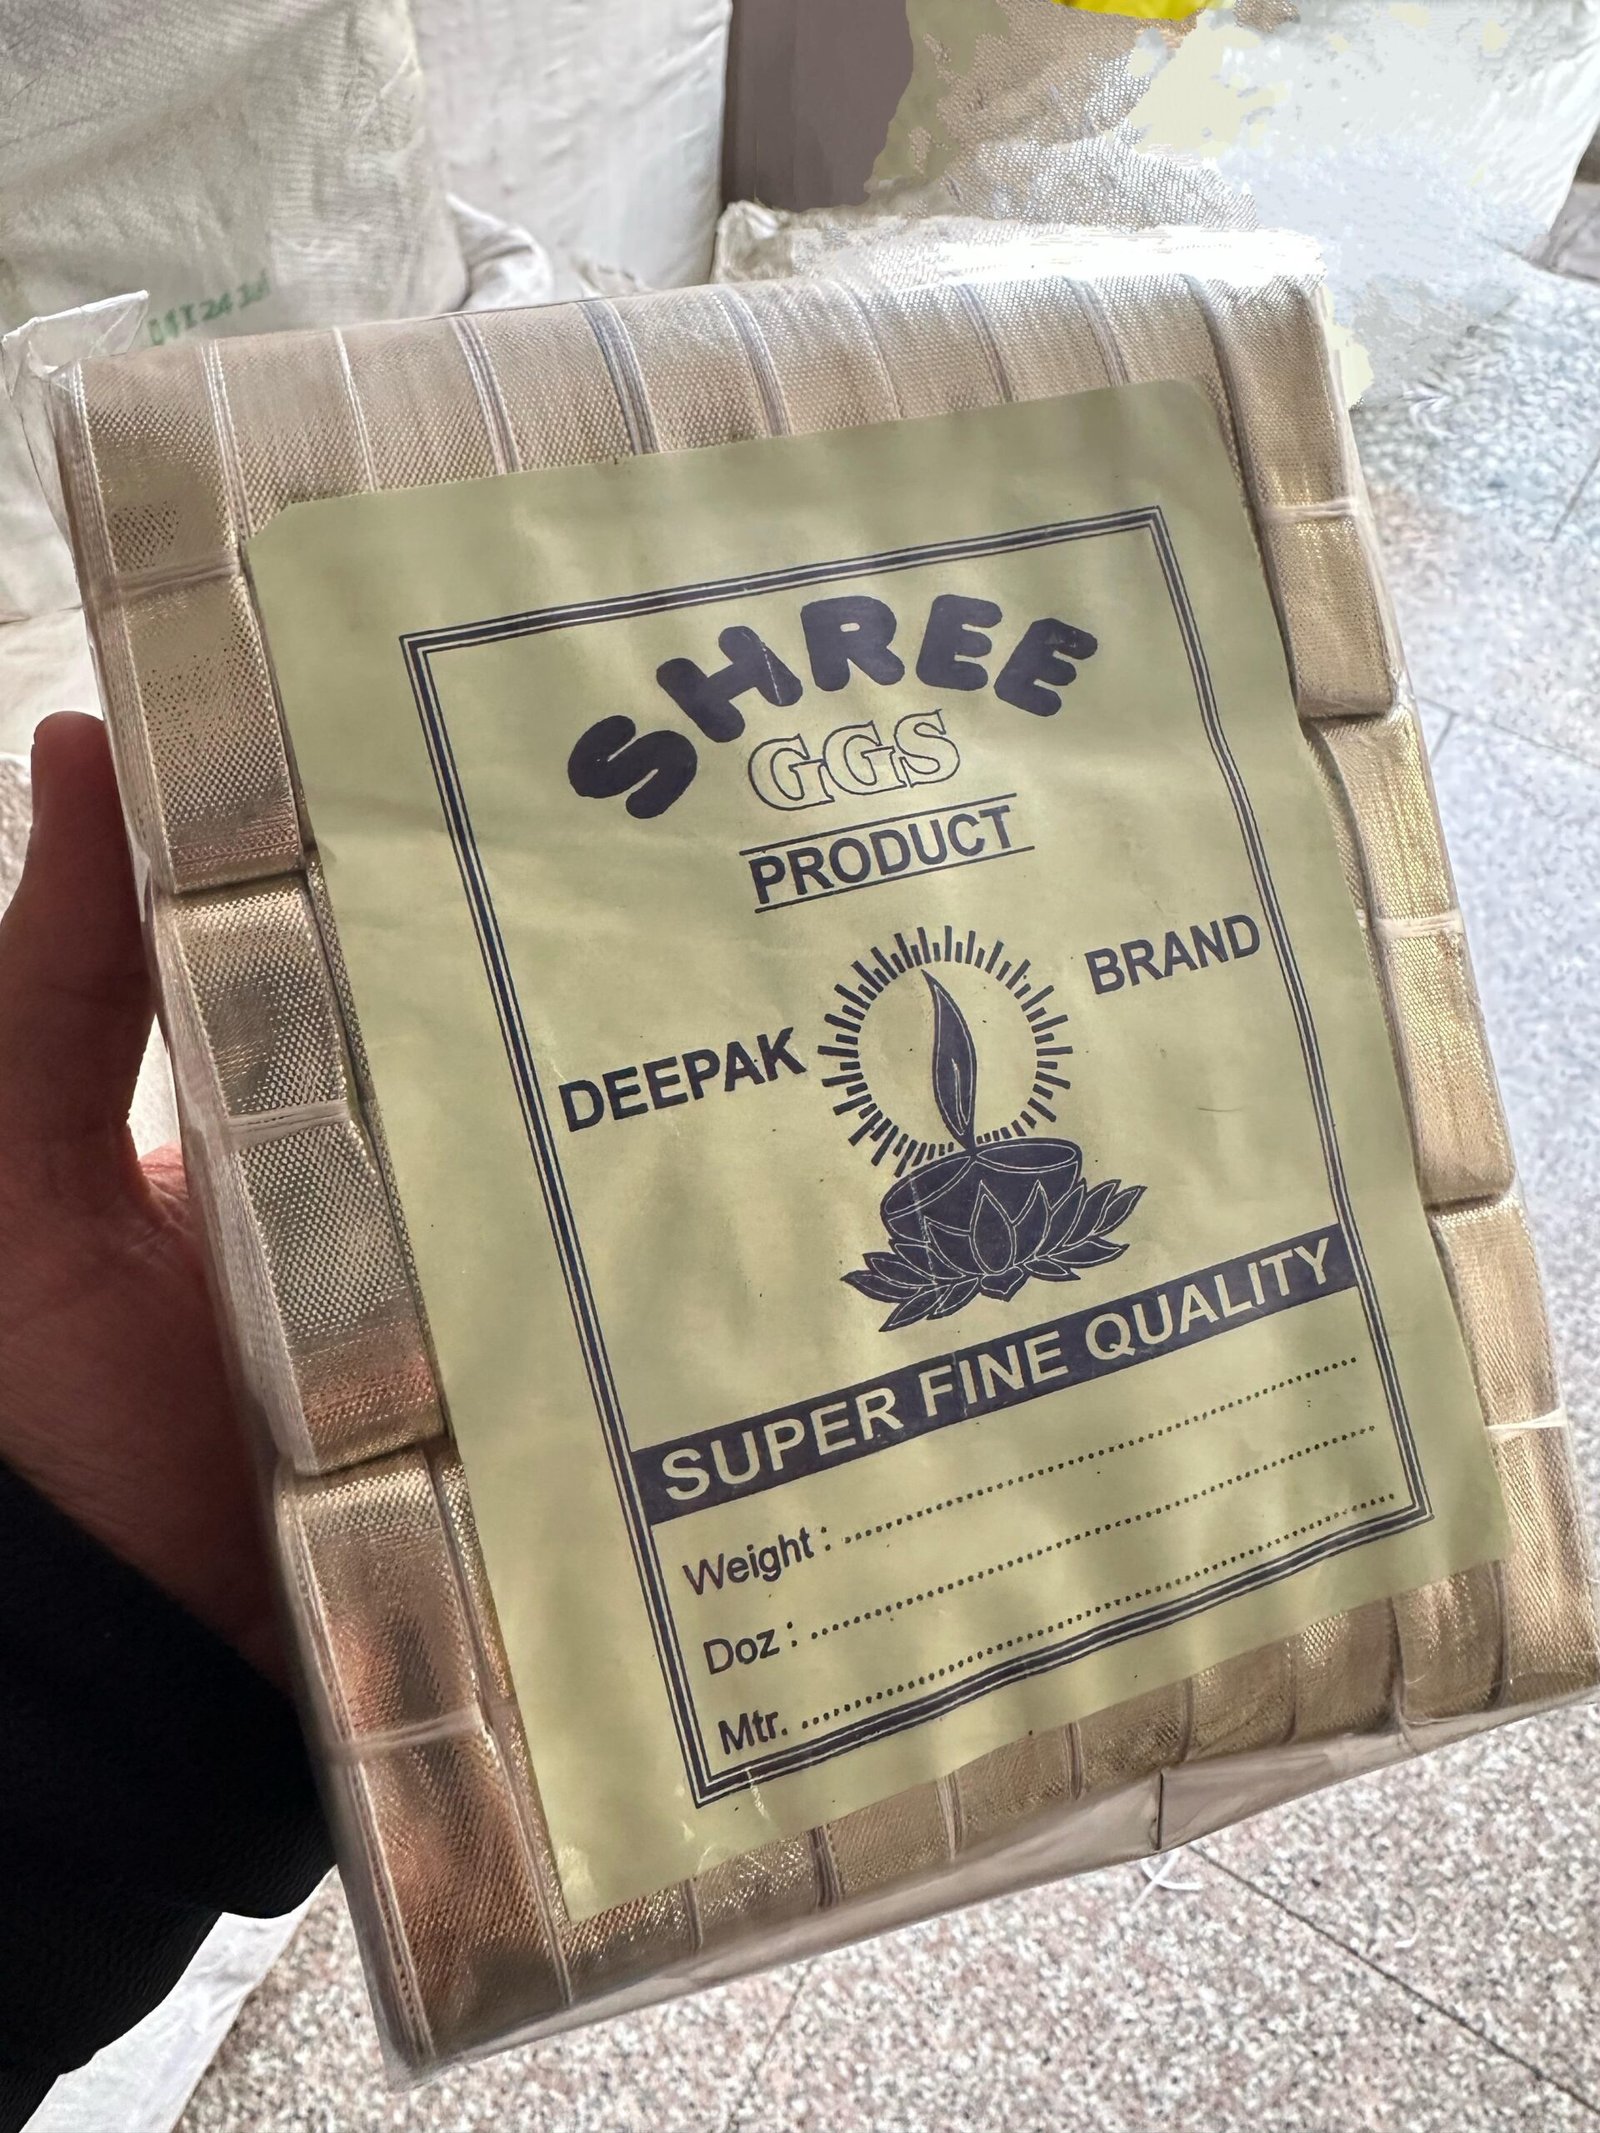 SHREE
GGS
PRODUCT
DEEPAK BRAND
SUPER FINE QUALITY
Weight : ........................................................
Doz : ............................................................
Mtr. ..............................................................